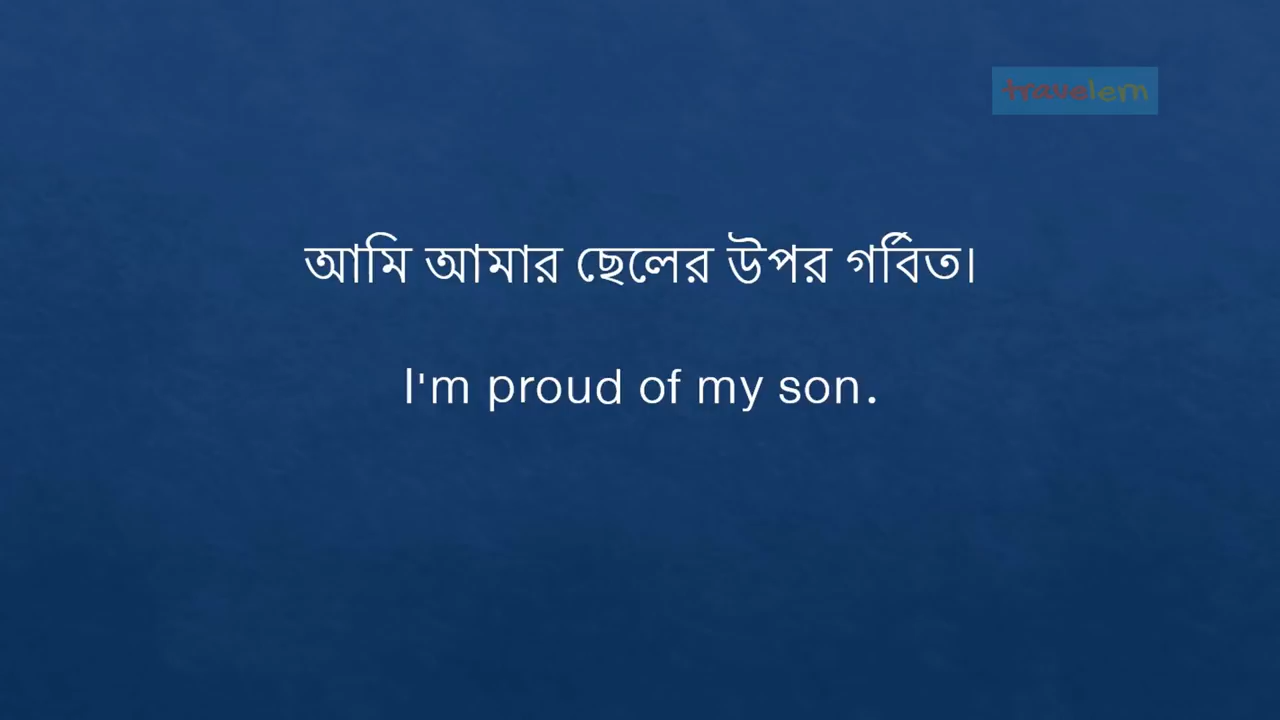 travelem
আমি আমার ছেলের উপর গর্বিত।
I'm proud of my son.